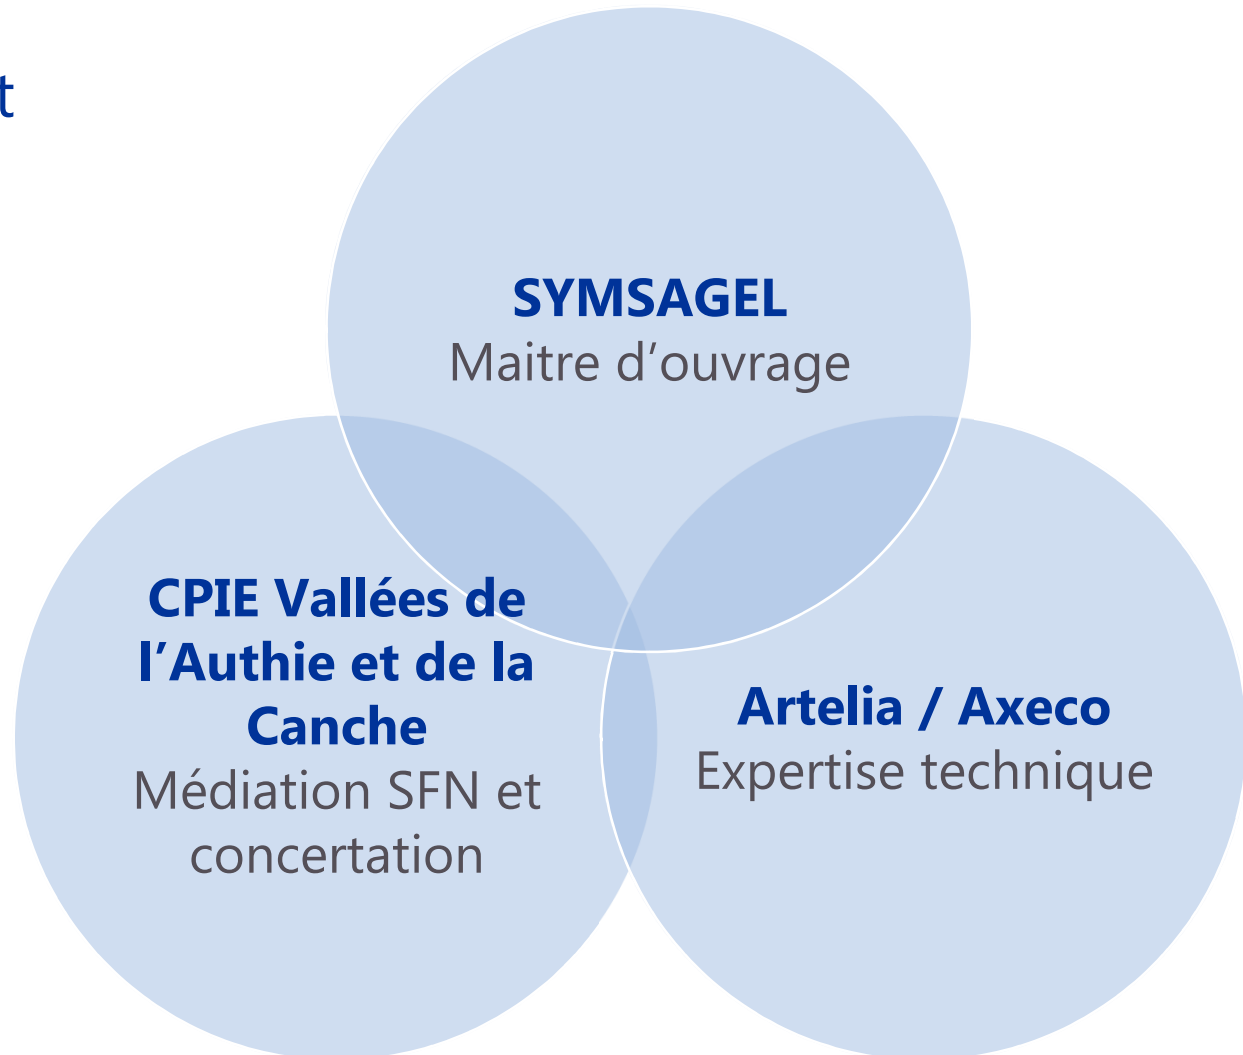 t
SYMSAGEL
Maitre d’ouvrage
CPIE Vallées de
l’Authie et de la
Canche
Médiation SFN et
concertation
Artelia / Axeco
Expertise technique